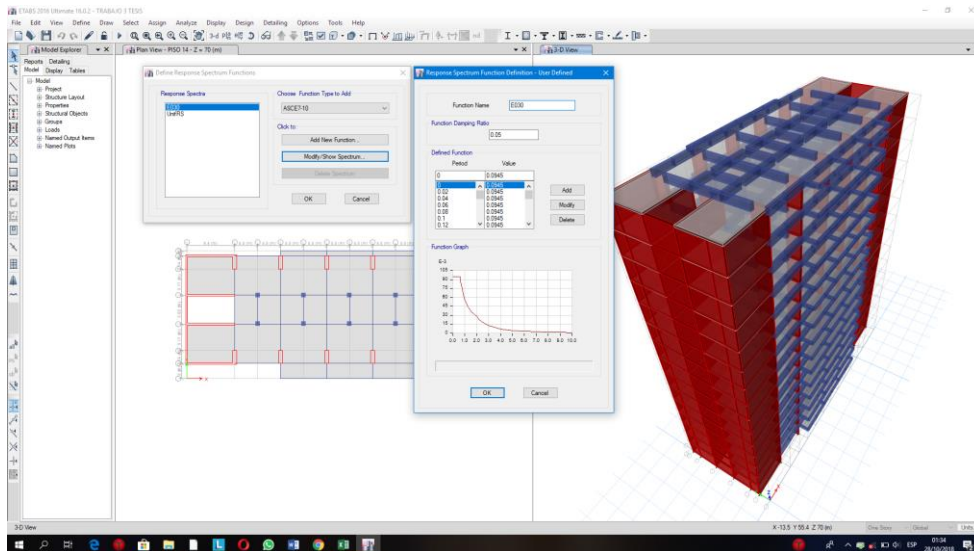 ETABS 2016 Ultimate 16.0.2 - TRABAJO 3 TESIS
File Edit View Define Draw Select Assign Analyze Display Design Detailing Options Tools Help
Model Explorer
Plan View - PISO 14 - Z = 70 (m)
3-D View
Reports Detailing
Model Display Tables
Model
Project
Structure Layout
Properties
Structural Objects
Groups
Loads
Named Output Items
Named Plots
Define Response Spectrum Functions
Response Spectra
E030
UnifRS
Choose Function Type to Add
ASCE7-10
Click to:
Add New Function...
Modify/Show Spectrum...
Delete Spectrum
OK Cancel
Response Spectrum Function Definition - User Defined
Function Name E030
Function Damping Ratio
0.05
Defined Function
Period Value
0 0.0945
0 0.0945
0.02 0.0945
0.04 0.0945
0.06 0.0945
0.08 0.0945
0.1 0.0945
0.12 0.0945
Add
Modify
Delete
Function Graph
E-3
105
90
75
60
45
30
15
0
0.0 1.0 2.0 3.0 4.0 5.0 6.0 7.0 8.0 9.0 10.0
OK Cancel
3-D View
X -13.5 Y 55.4 Z 70 (m)
One Story
Global
Units
ESP
01:34
28/10/2018